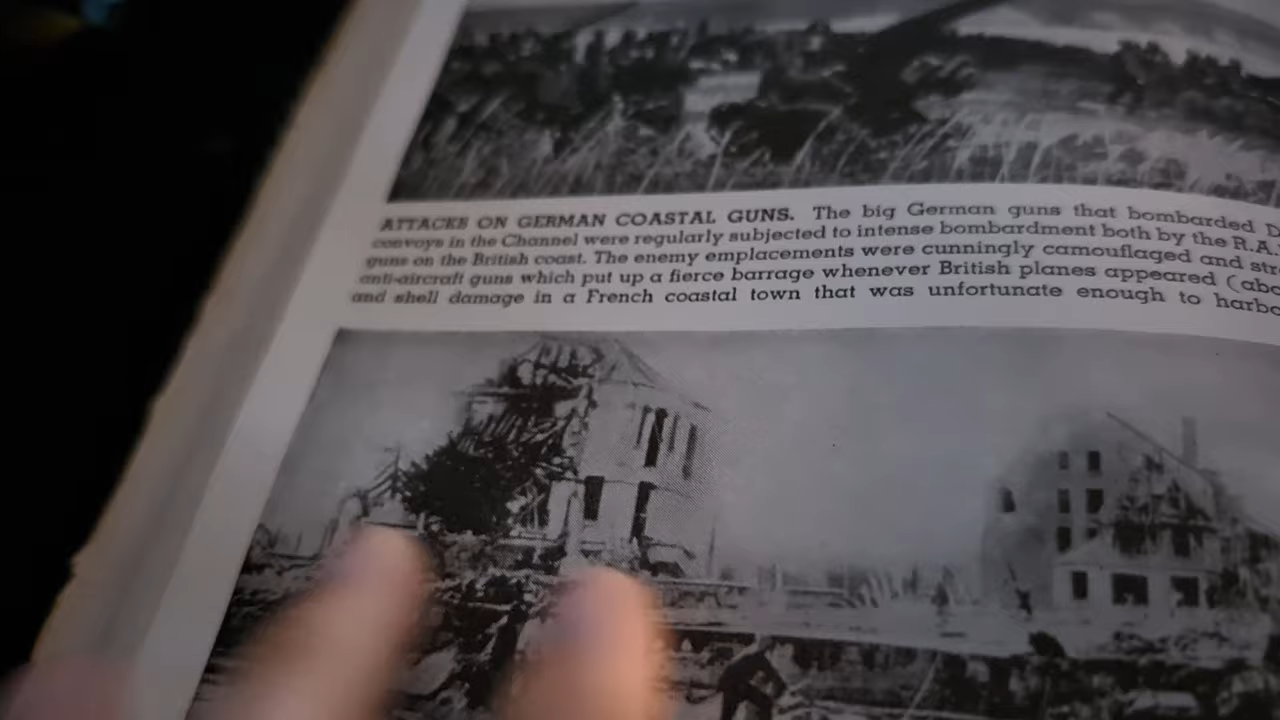 ATTACKS ON GERMAN COASTAL GUNS. The big German guns that bombarded D
convoys in the Channel were regularly subjected to intense bombardment both by the R.A.
guns on the British coast. The enemy emplacements were cunningly camouflaged and str
anti-aircraft guns which put up a fierce barrage whenever British planes appeared (abo
and shell damage in a French coastal town that was unfortunate enough to harbo